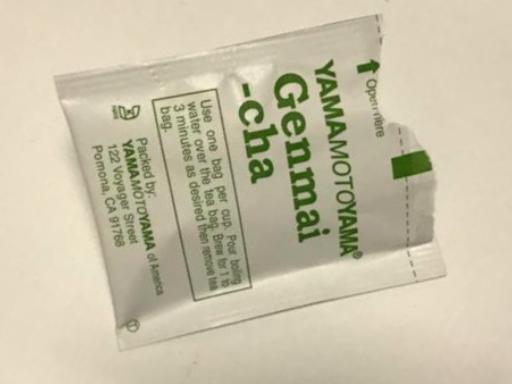 ↑ Open Here
YAMAMOTOYAMA®
Genmai
-cha
Use one bag per cup. Pour boiling
water over the tea bag. Brew for 1 to
3 minutes as desired then remove tea
bag.
Packed by:
YAMAMOTOYAMA of America
122 Voyager Street
Pomona, CA 91768